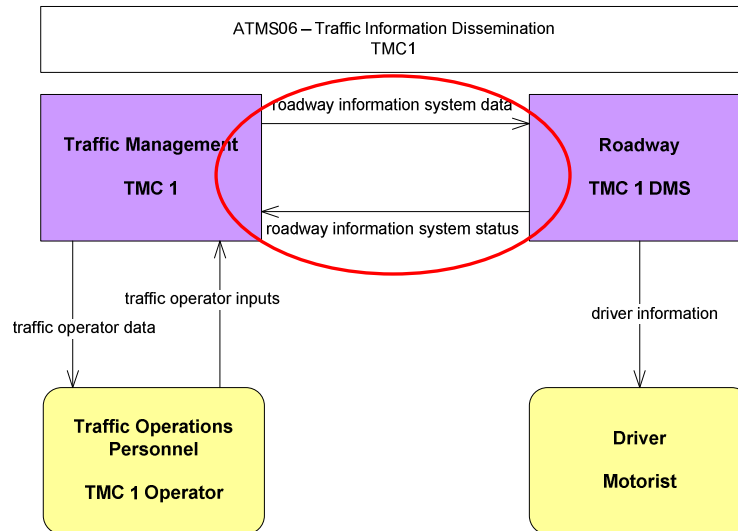 ATMS06 – Traffic Information Dissemination
TMC1
roadway information system data
Traffic Management
TMC 1
Roadway
TMC 1 DMS
roadway information system status
traffic operator inputs
traffic operator data
driver information
Traffic Operations
Personnel
TMC 1 Operator
Driver
Motorist